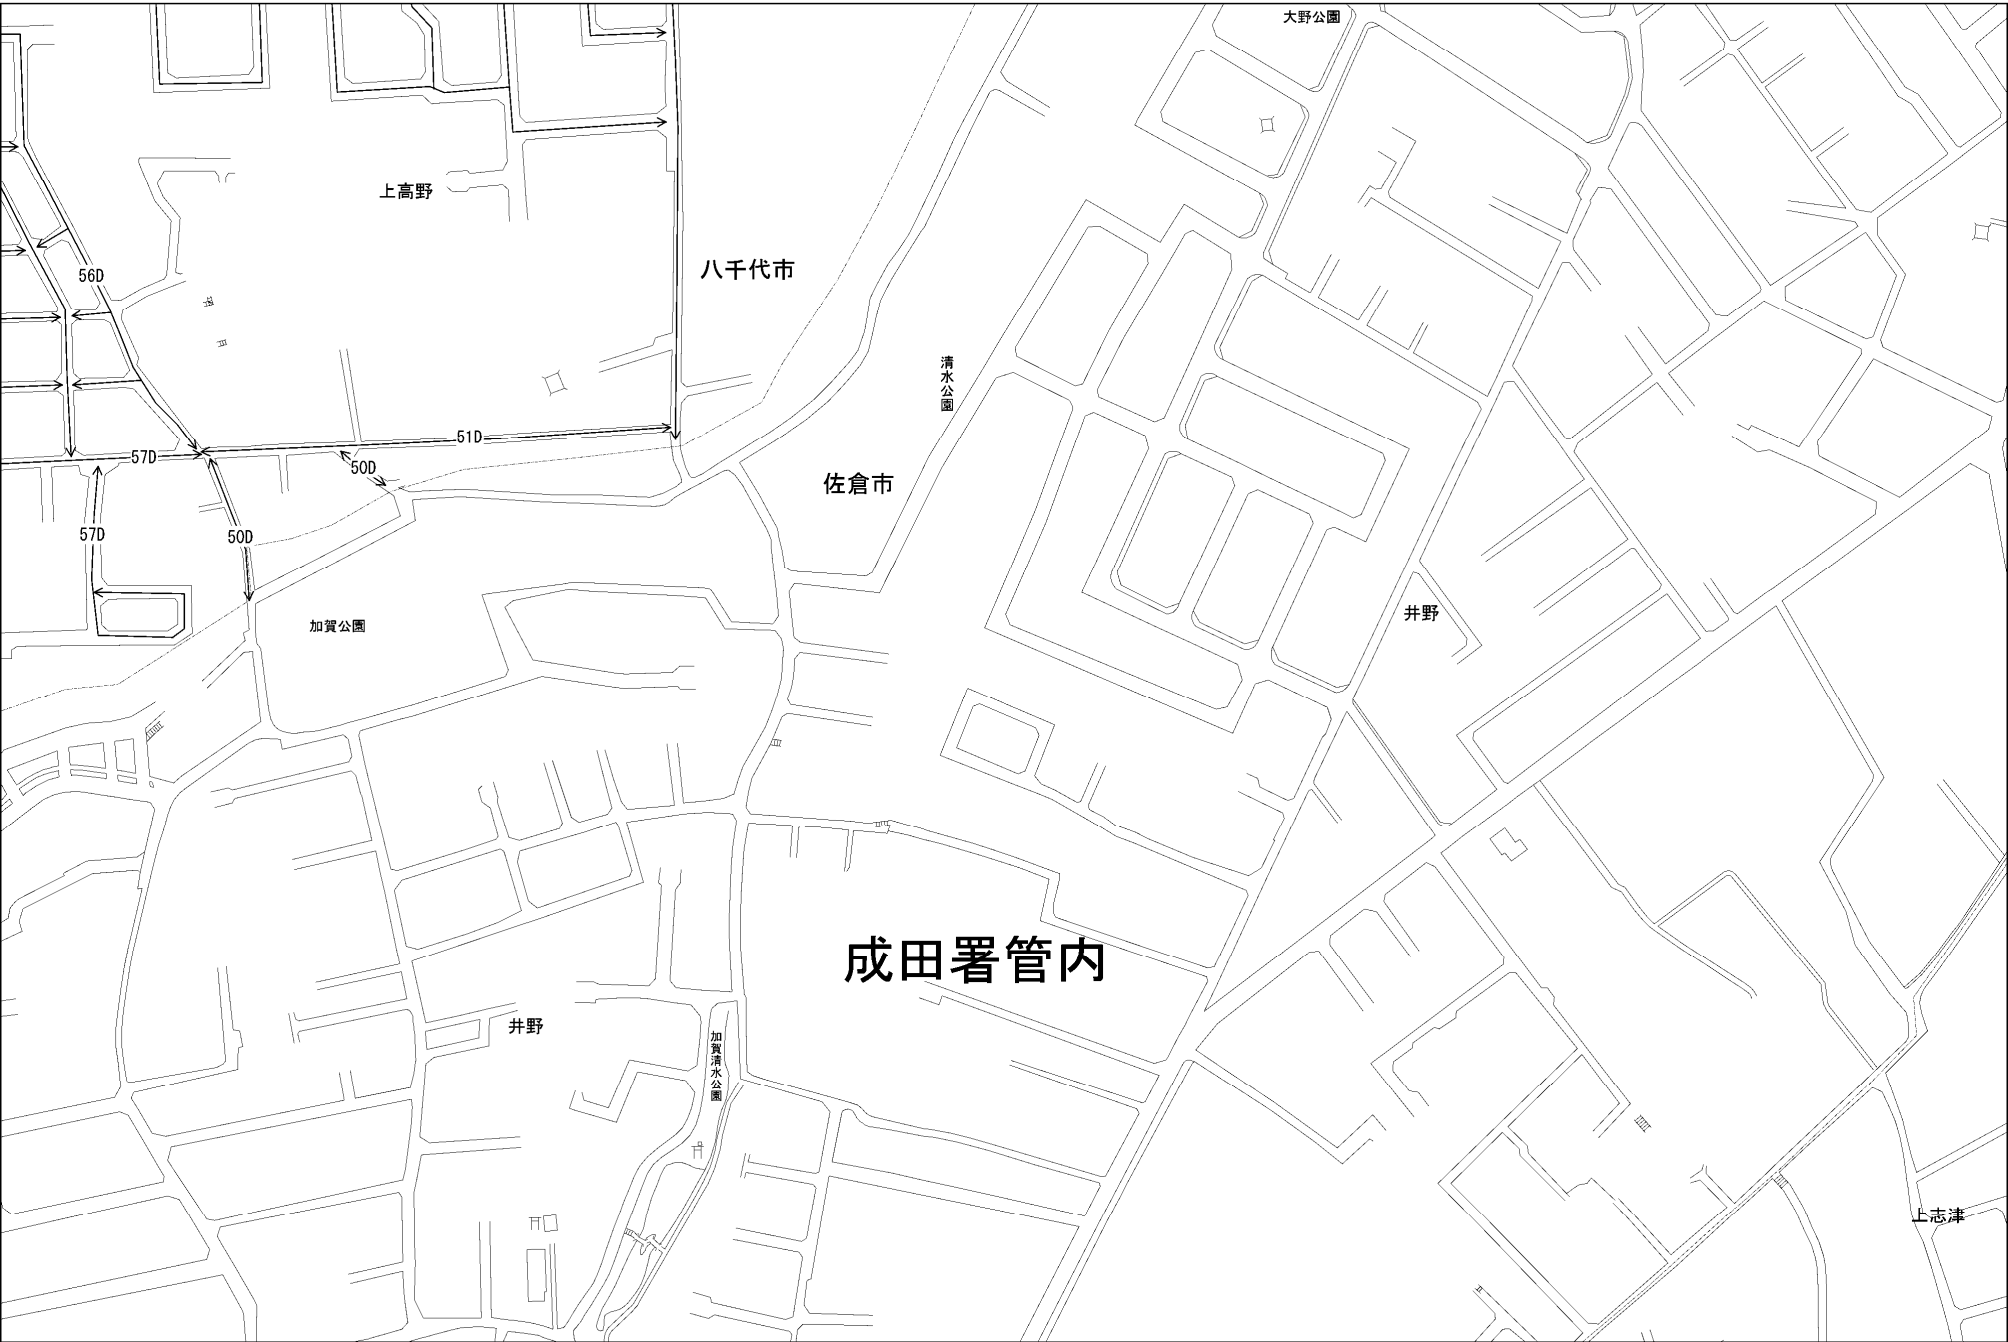 大野公園
上高野
56D
八千代市
清水公園
51D
57D
50D
佐倉市
57D
50D
加賀公園
井野
成田署管内
井野
加賀清水公園
上志津